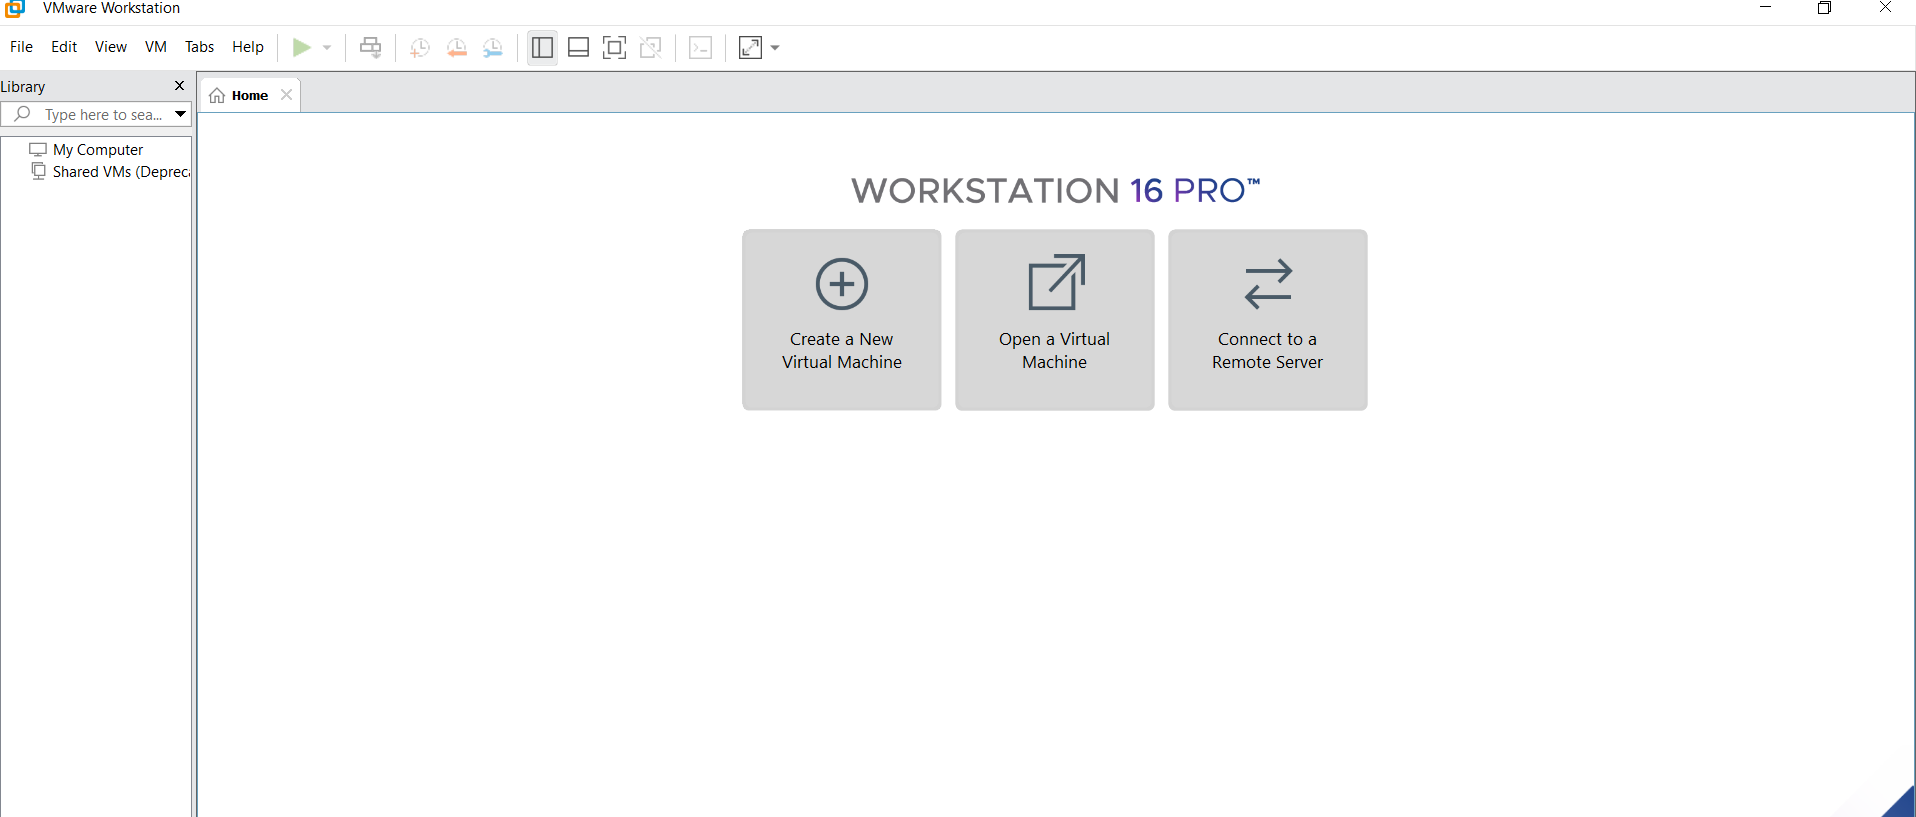 VMware Workstation
File Edit View VM Tabs Help
Library
Type here to sea...
My Computer
Shared VMs (Depreca
Home
WORKSTATION 16 PRO™
Create a New
Virtual Machine
Open a Virtual
Machine
Connect to a
Remote Server